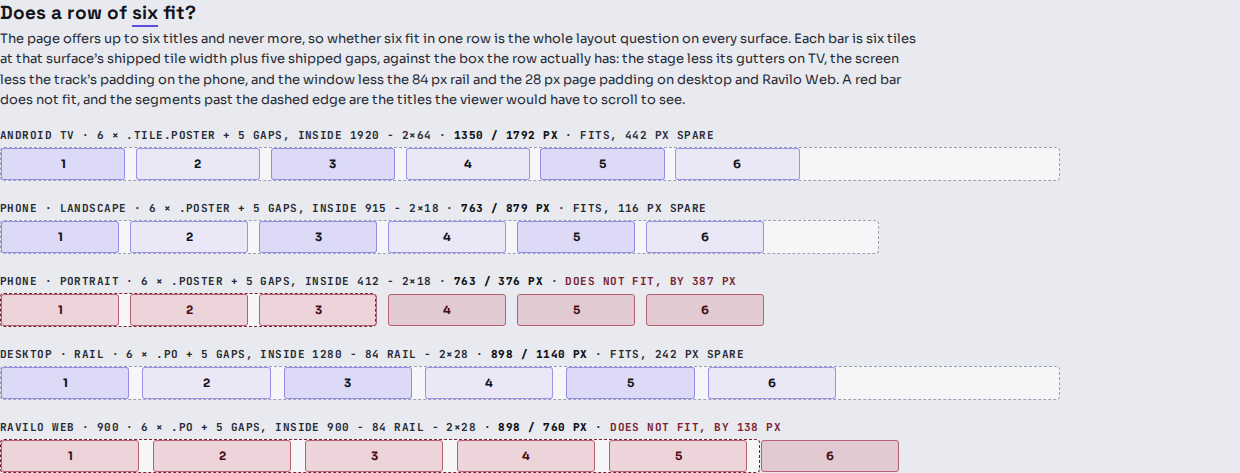 Does a row of six fit?
The page offers up to six titles and never more, so whether six fit in one row is the whole layout question on every surface. Each bar is six tiles
at that surface's shipped tile width plus five shipped gaps, against the box the row actually has: the stage less its gutters on TV, the screen
less the track's padding on the phone, and the window less the 84 px rail and the 28 px page padding on desktop and Ravilo Web. A red bar
does not fit, and the segments past the dashed edge are the titles the viewer would have to scroll to see.
ANDROID TV · 6 × .TILE.POSTER + 5 GAPS, INSIDE 1920 - 2×64 · 1350 / 1792 PX · FITS, 442 PX SPARE
1 2 3 4 5 6
PHONE · LANDSCAPE · 6 × .POSTER + 5 GAPS, INSIDE 915 - 2×18 · 763 / 879 PX · FITS, 116 PX SPARE
1 2 3 4 5 6
PHONE · PORTRAIT · 6 × .POSTER + 5 GAPS, INSIDE 412 - 2×18 · 763 / 376 PX · DOES NOT FIT, BY 387 PX
1 2 3 4 5 6
DESKTOP · RAIL · 6 × .PO + 5 GAPS, INSIDE 1280 - 84 RAIL - 2×28 · 898 / 1140 PX · FITS, 242 PX SPARE
1 2 3 4 5 6
RAVILO WEB · 900 · 6 × .PO + 5 GAPS, INSIDE 900 - 84 RAIL - 2×28 · 898 / 760 PX · DOES NOT FIT, BY 138 PX
1 2 3 4 5 6